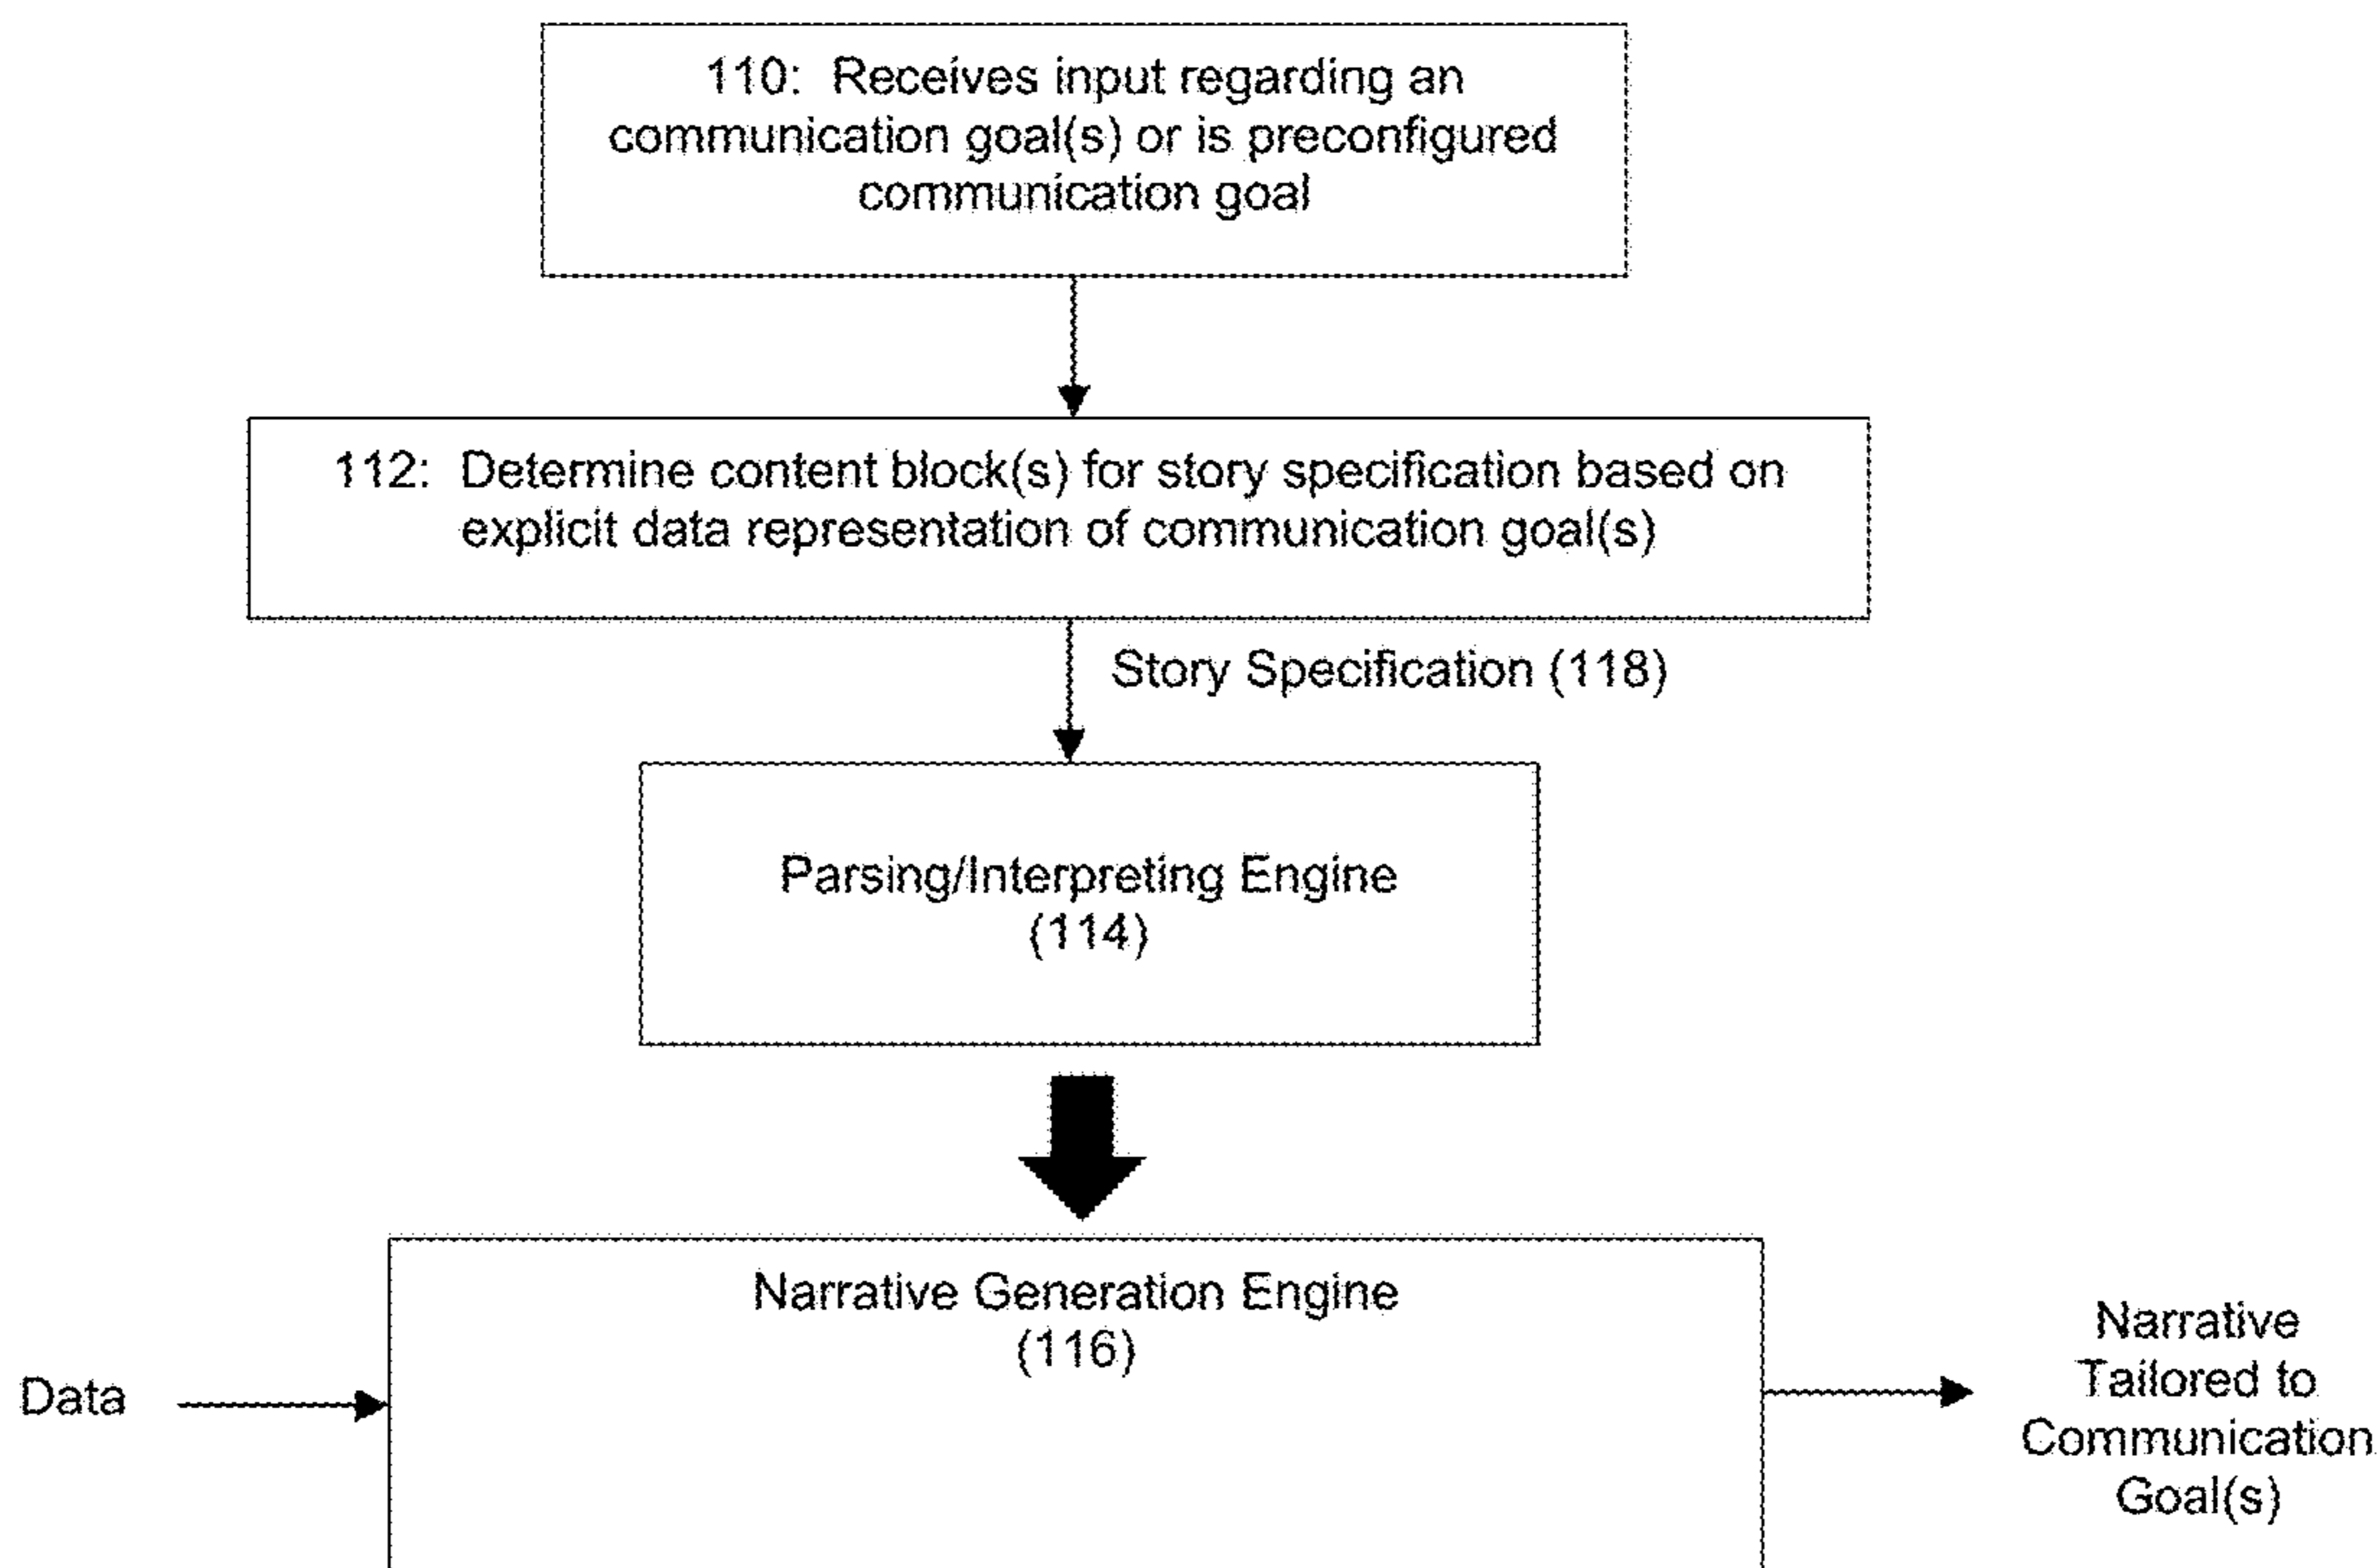 110: Receives input regarding an
communication goal(s) or is preconfigured
communication goal
112: Determine content block(s) for story specification based on
explicit data representation of communication goal(s)
Story Specification (118)
Parsing/Interpreting Engine
(114)
Narrative Generation Engine
(116)
Data
Narrative
Tailored to
Communication
Goal(s)